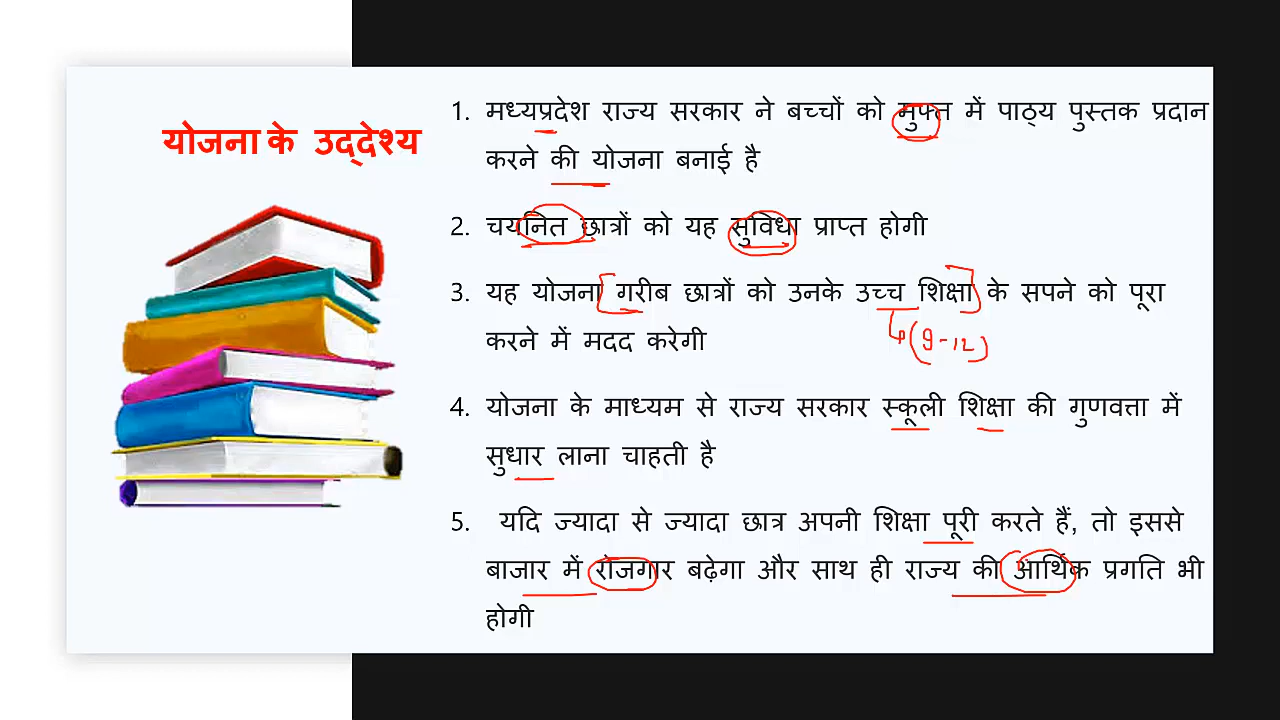 योजना के उद्देश्य
1. मध्यप्रदेश राज्य सरकार ने बच्चों को मुफ्त में पाठ्य पुस्तक प्रदान
करने की योजना बनाई है
2. चयनित छात्रों को यह सुविधा प्राप्त होगी
3. यह योजना गरीब छात्रों को उनके उच्च शिक्षा के सपने को पूरा
करने में मदद करेगी
(9-12)
4. योजना के माध्यम से राज्य सरकार स्कूली शिक्षा की गुणवत्ता में
सुधार लाना चाहती है
5. यदि ज्यादा से ज्यादा छात्र अपनी शिक्षा पूरी करते हैं, तो इससे
बाजार में रोजगार बढ़ेगा और साथ ही राज्य की आर्थिक प्रगति भी
होगी